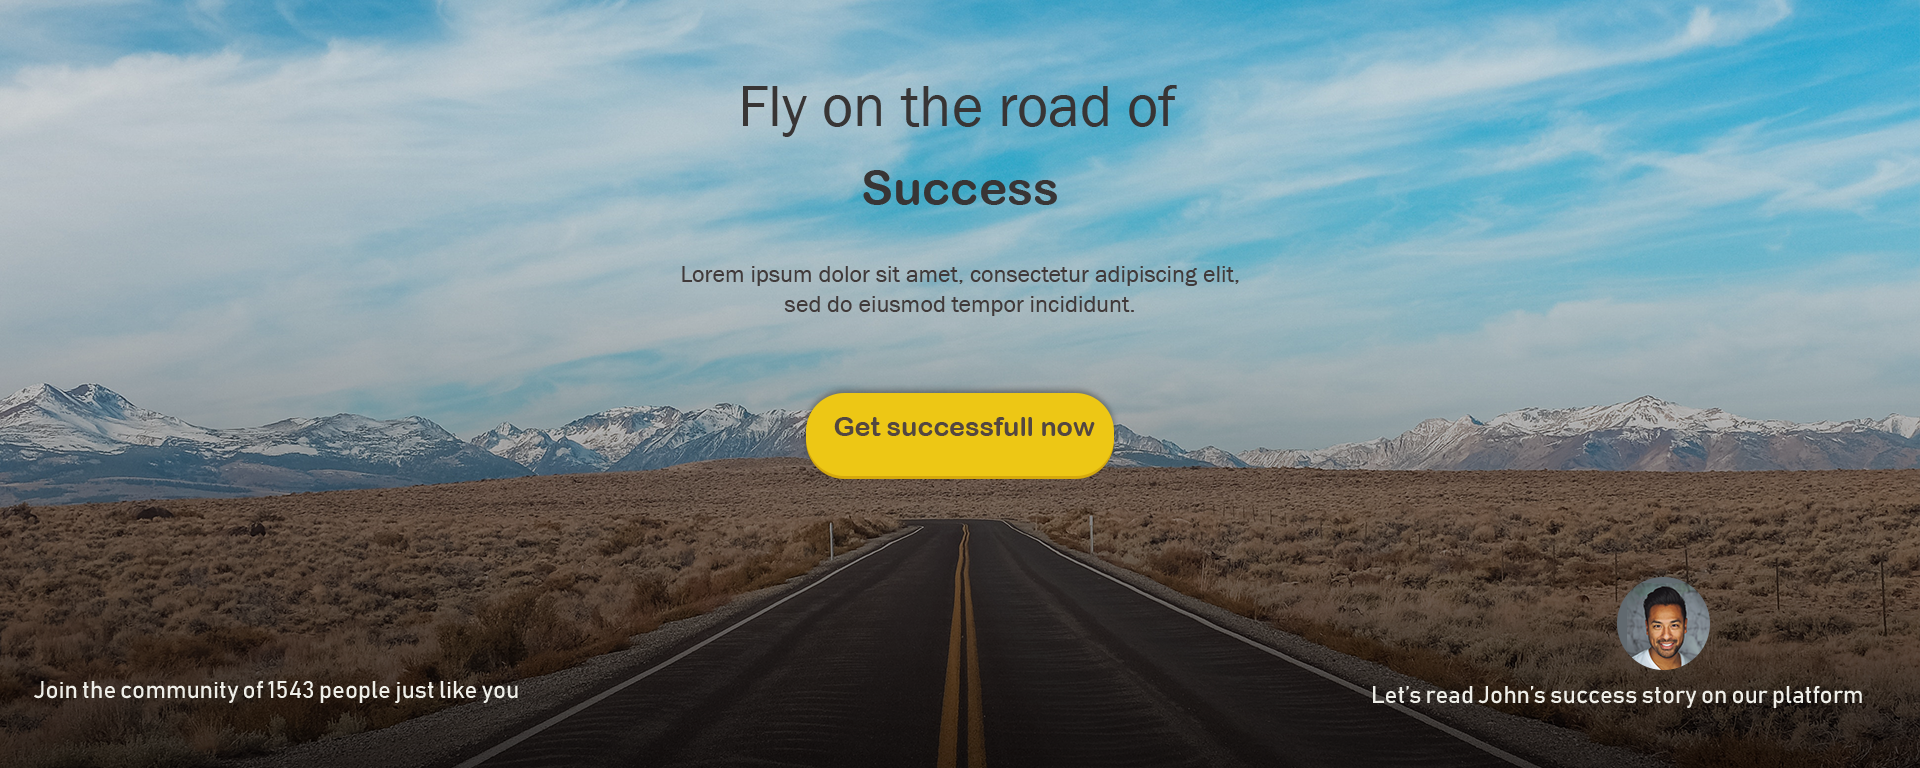 Fly on the road of
Success
Lorem ipsum dolor sit amet, consectetur adipiscing elit,
sed do eiusmod tempor incididunt.
Get successfull now
Join the community of 1543 people just like you
Let’s read John’s success story on our platform